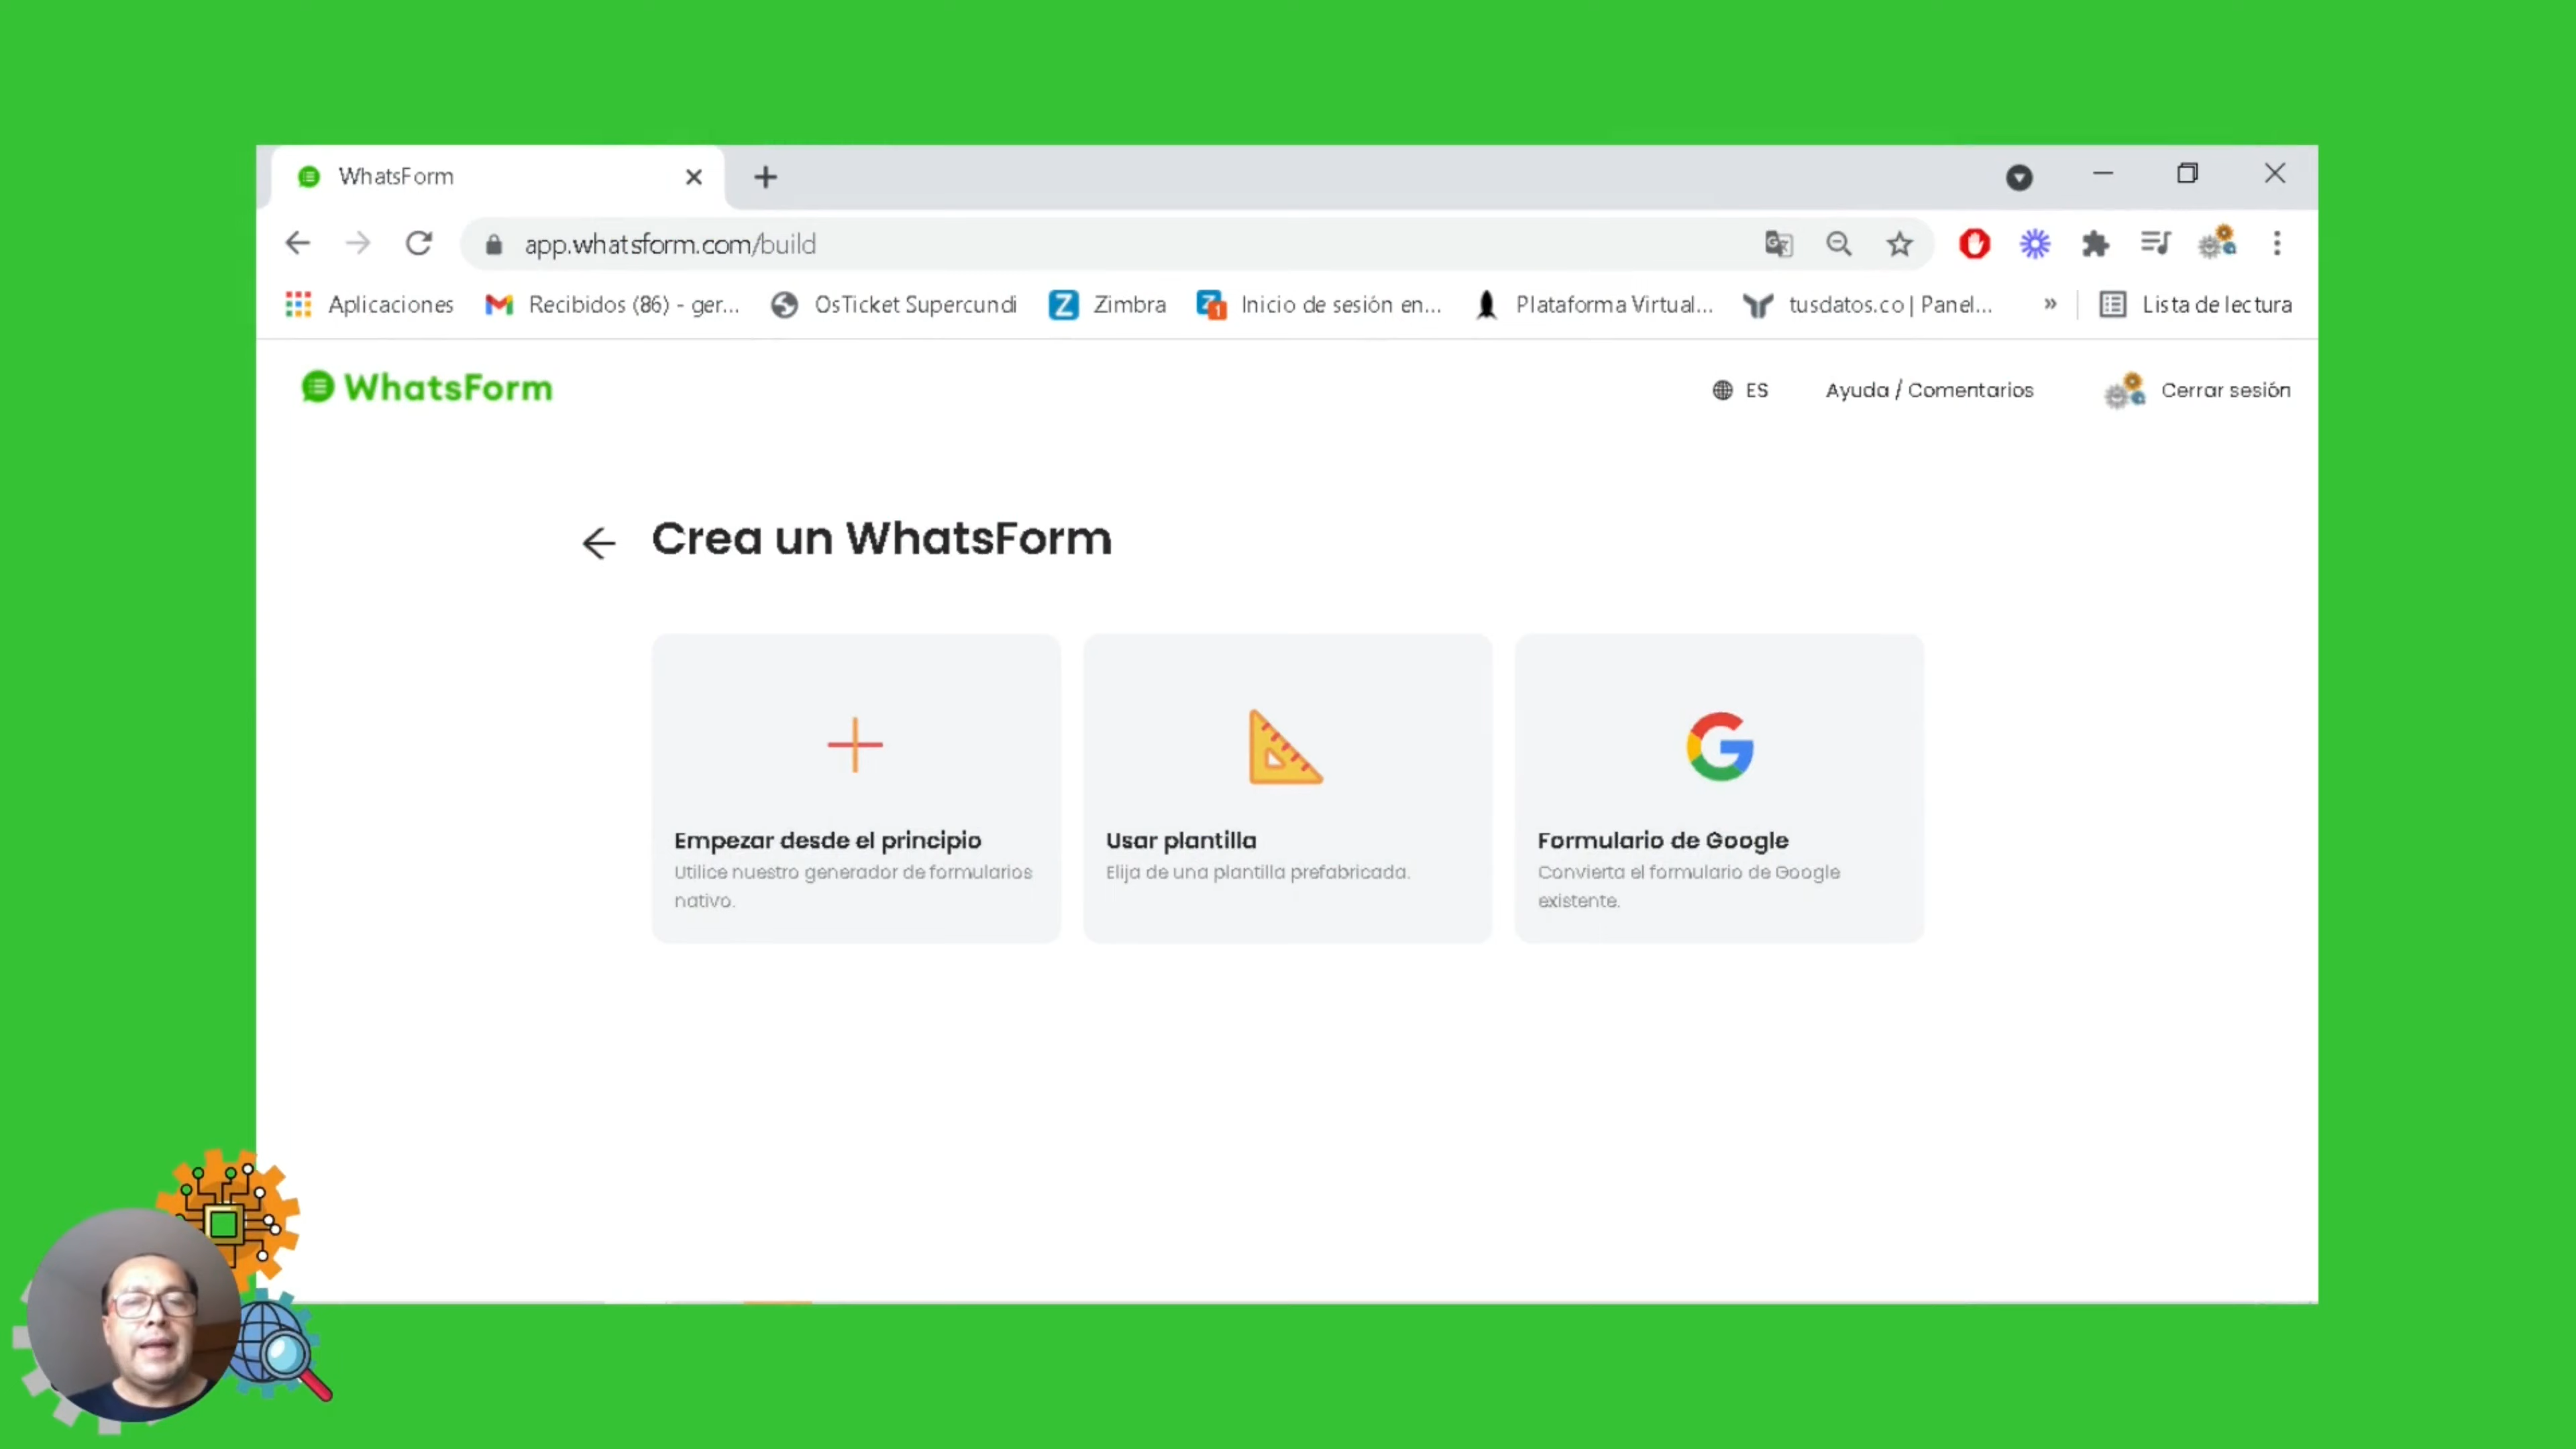 WhatsForm
app.whatsform.com/build
Aplicaciones
Recibidos (86) - ger...
OsTicket Supercundi
Zimbra
Inicio de sesión en...
Plataforma Virtual...
tusdatos.co | Panel...
»
Lista de lectura
WhatsForm
ES
Ayuda / Comentarios
Cerrar sesión
Crea un WhatsForm
Empezar desde el principio
Utilice nuestro generador de formularios
nativo.
Usar plantilla
Elija de una plantilla prefabricada.
Formulario de Google
Convierta el formulario de Google
existente.